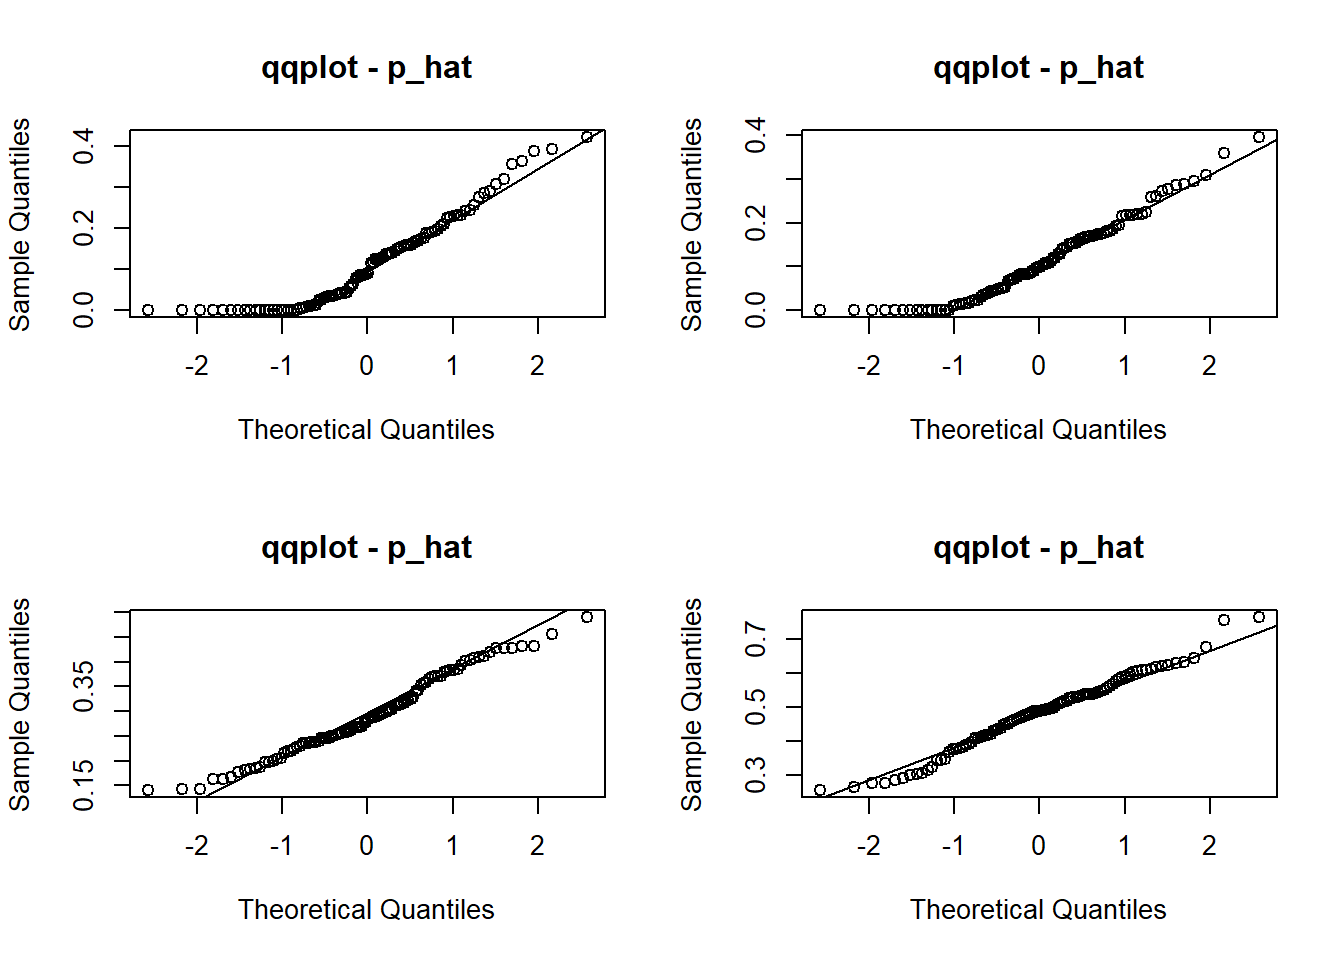 qqplot - p_hat
Sample Quantiles
0.0 0.2 0.4
-2 -1 0 1 2
Theoretical Quantiles
qqplot - p_hat
Sample Quantiles
0.0 0.2 0.4
-2 -1 0 1 2
Theoretical Quantiles
qqplot - p_hat
Sample Quantiles
0.15 0.35
-2 -1 0 1 2
Theoretical Quantiles
qqplot - p_hat
Sample Quantiles
0.3 0.5 0.7
-2 -1 0 1 2
Theoretical Quantiles